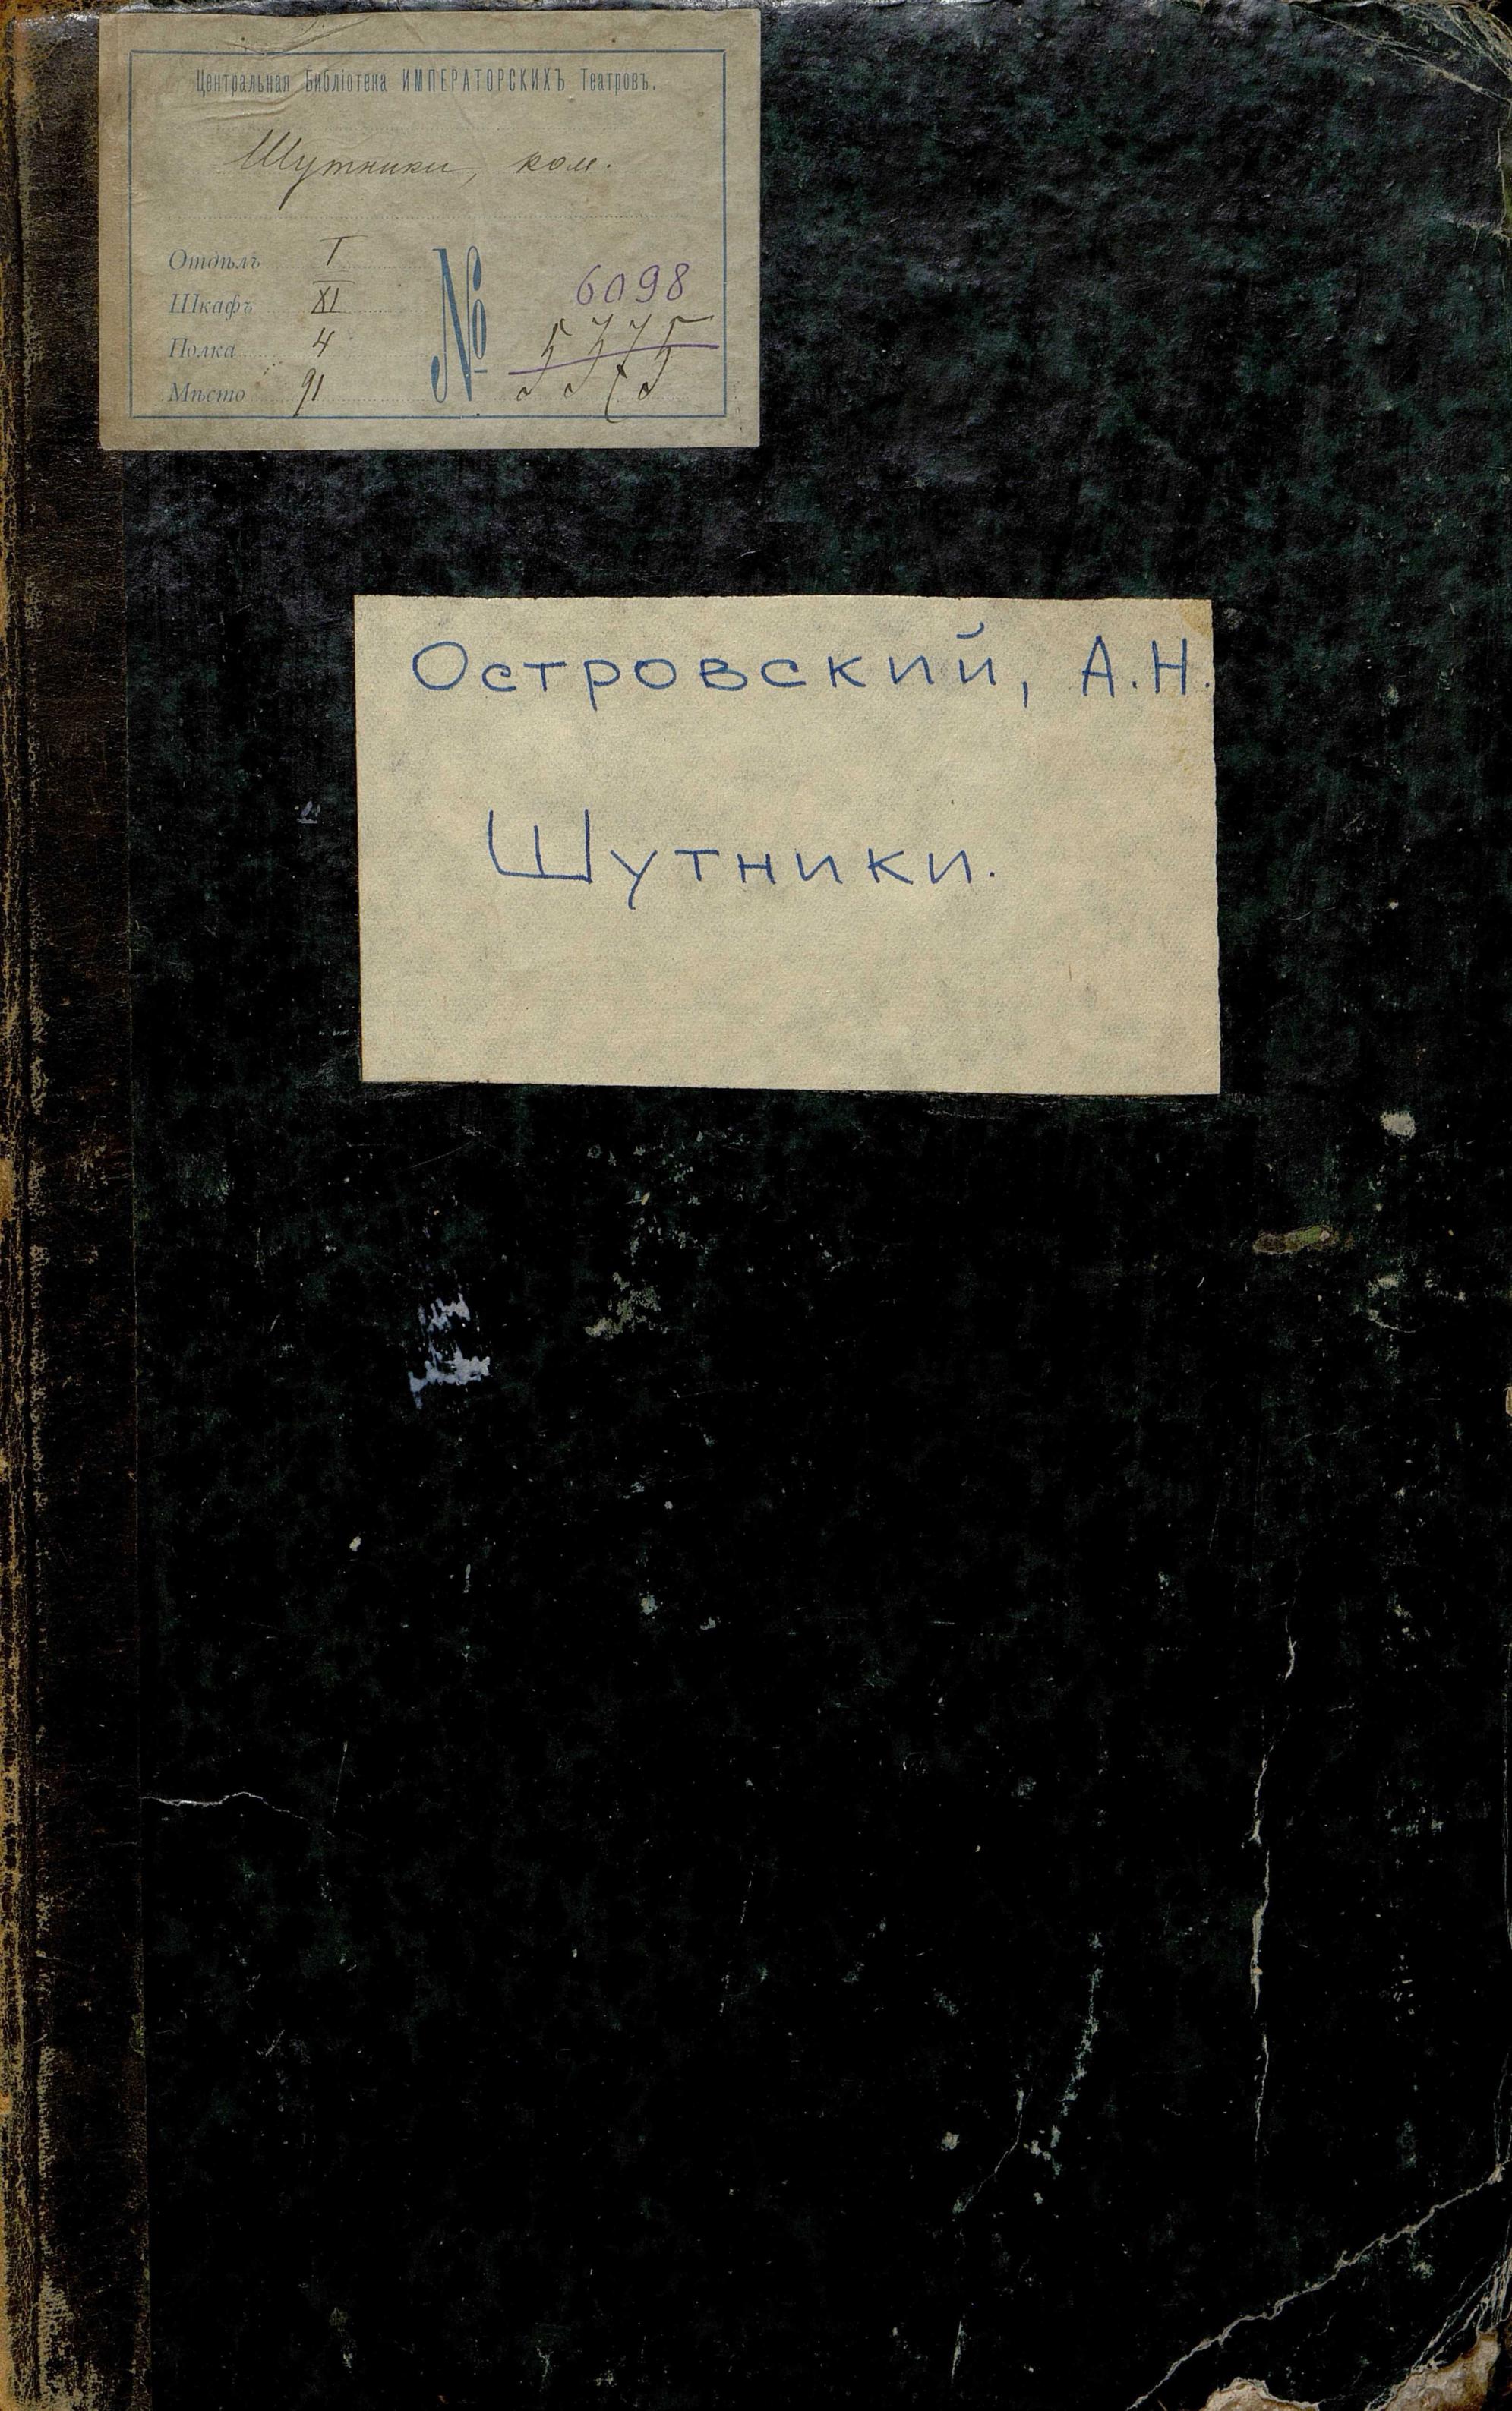 Центральная Библіотека ИМПЕРАТОРСКИХЪ Театровъ.
Шутники, ком.
Отдѣлъ I
Шкафъ XI
Полка 4
Мѣсто 91
№ 6098
5375
Островский, А.Н.
Шутники.